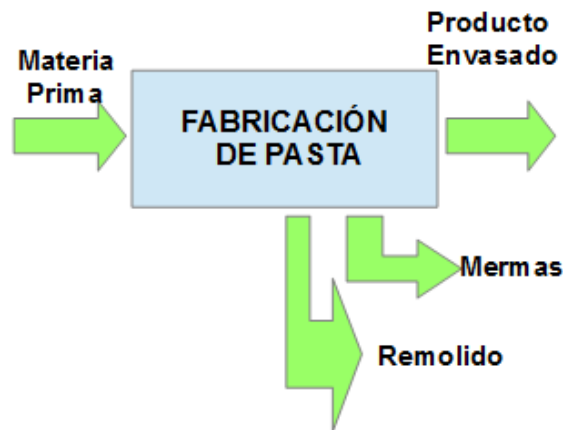 Materia
Prima
FABRICACIÓN
DE PASTA
Producto
Envasado
Mermas
Remolido